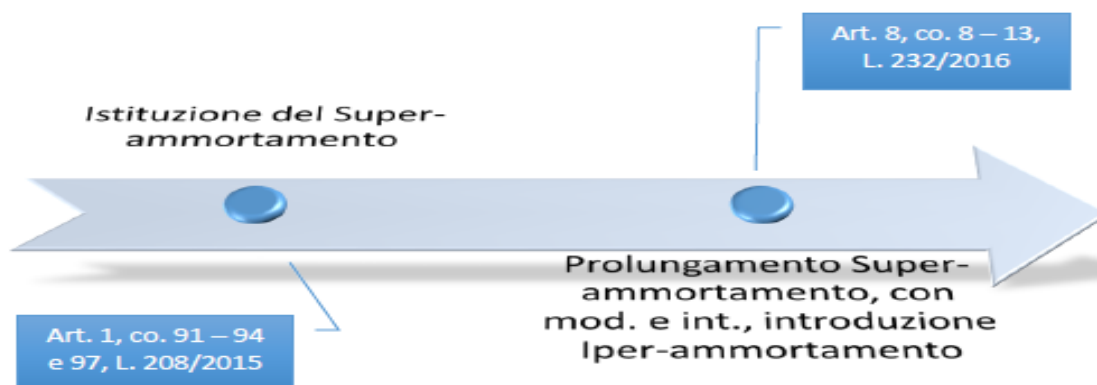 Art. 8, co. 8 – 13,
L. 232/2016
Istituzione del Super-
ammortamento
Prolungamento Super-
ammortamento, con
mod. e int., introduzione
Iper-ammortamento
Art. 1, co. 91 – 94
e 97, L. 208/2015